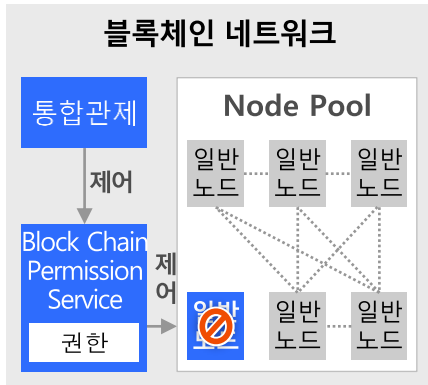 블록체인 네트워크
통합관제
제어
Block Chain
Permission
Service
권한
제
어
Node Pool
일반
노드
일반
노드
일반
노드
일반
노드
일반
노드
일반
노드